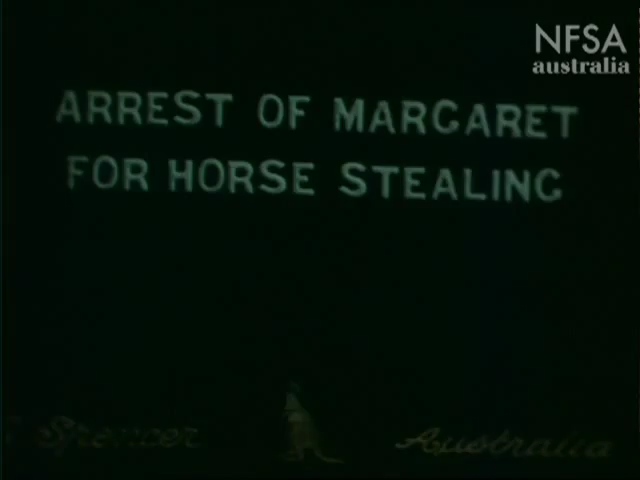 NFSA
australia
ARREST OF MARGARET
FOR HORSE STEALING
Spencer Australia